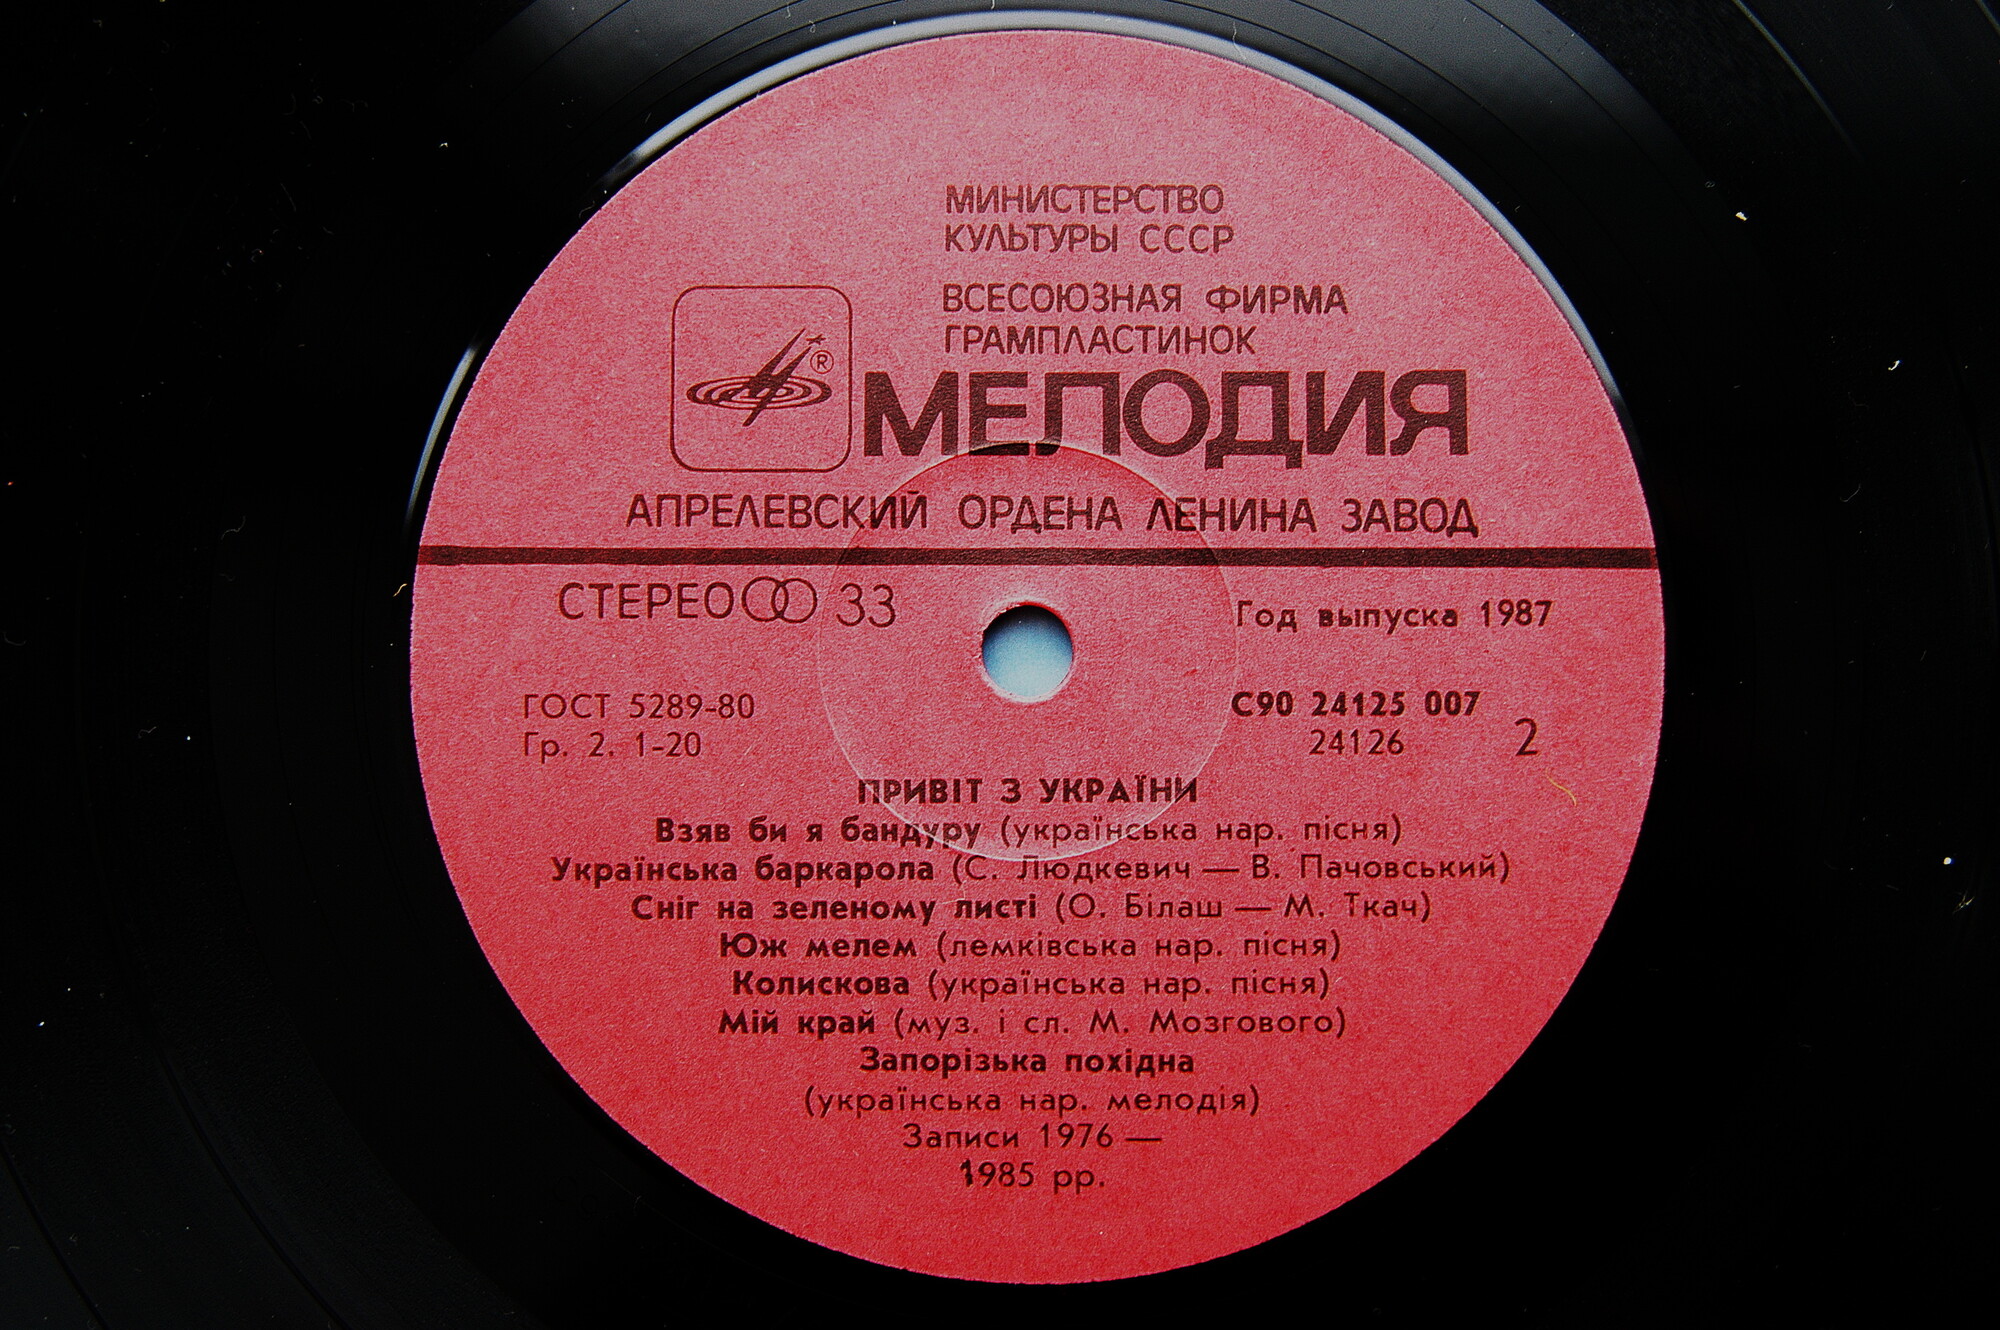 МИНИСТЕРСТВО
КУЛЬТУРЫ СССР
ВСЕСОЮЗНАЯ ФИРМА
ГРАМПЛАСТИНОК
®
МЕЛОДИЯ
АПРЕЛЕВСКИЙ ОРДЕНА ЛЕНИНА ЗАВОД
СТЕРЕО 33
Год выпуска 1987
ГОСТ 5289-80
Гр. 2. 1-20
С90 24125 007
24126
2
ПРИВІТ З УКРАЇНИ
Взяв би я бандуру (українська нар. пісня)
Українська баркарола (С. Людкевич — В. Пачовський)
Сніг на зеленому листі (О. Білаш — М. Ткач)
Юж мелем (лемківська нар. пісня)
Колискова (українська нар. пісня)
Мій край (муз. і сл. М. Мозгового)
Запорізька похідна
(українська нар. мелодія)
Записи 1976 —
1985 рр.